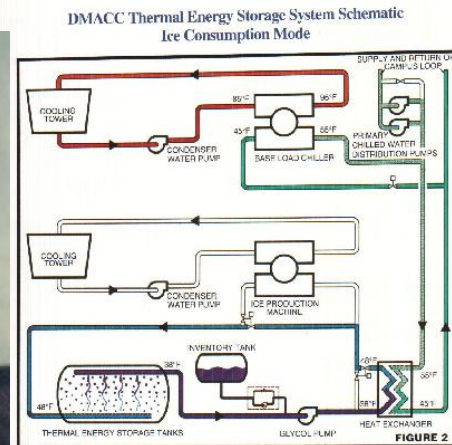 DMACC Thermal Energy Storage System Schematic
Ice Consumption Mode
SUPPLY AND RETURN OF
CAMPUS LOOP
COOLING
TOWER
85°F
95°F
45°F
55°F
CONDENSER
WATER PUMP
BASE LOAD CHILLER
PRIMARY
CHILLED WATER
DISTRIBUTION PUMPS
COOLING
TOWER
CONDENSER
WATER PUMP
ICE PRODUCTION
MACHINE
INVENTORY TANK
38°F
48°F
48°F
55°F
38°F
45°F
THERMAL ENERGY STORAGE TANKS
GLYCOL PUMP
HEAT EXCHANGER
FIGURE 2